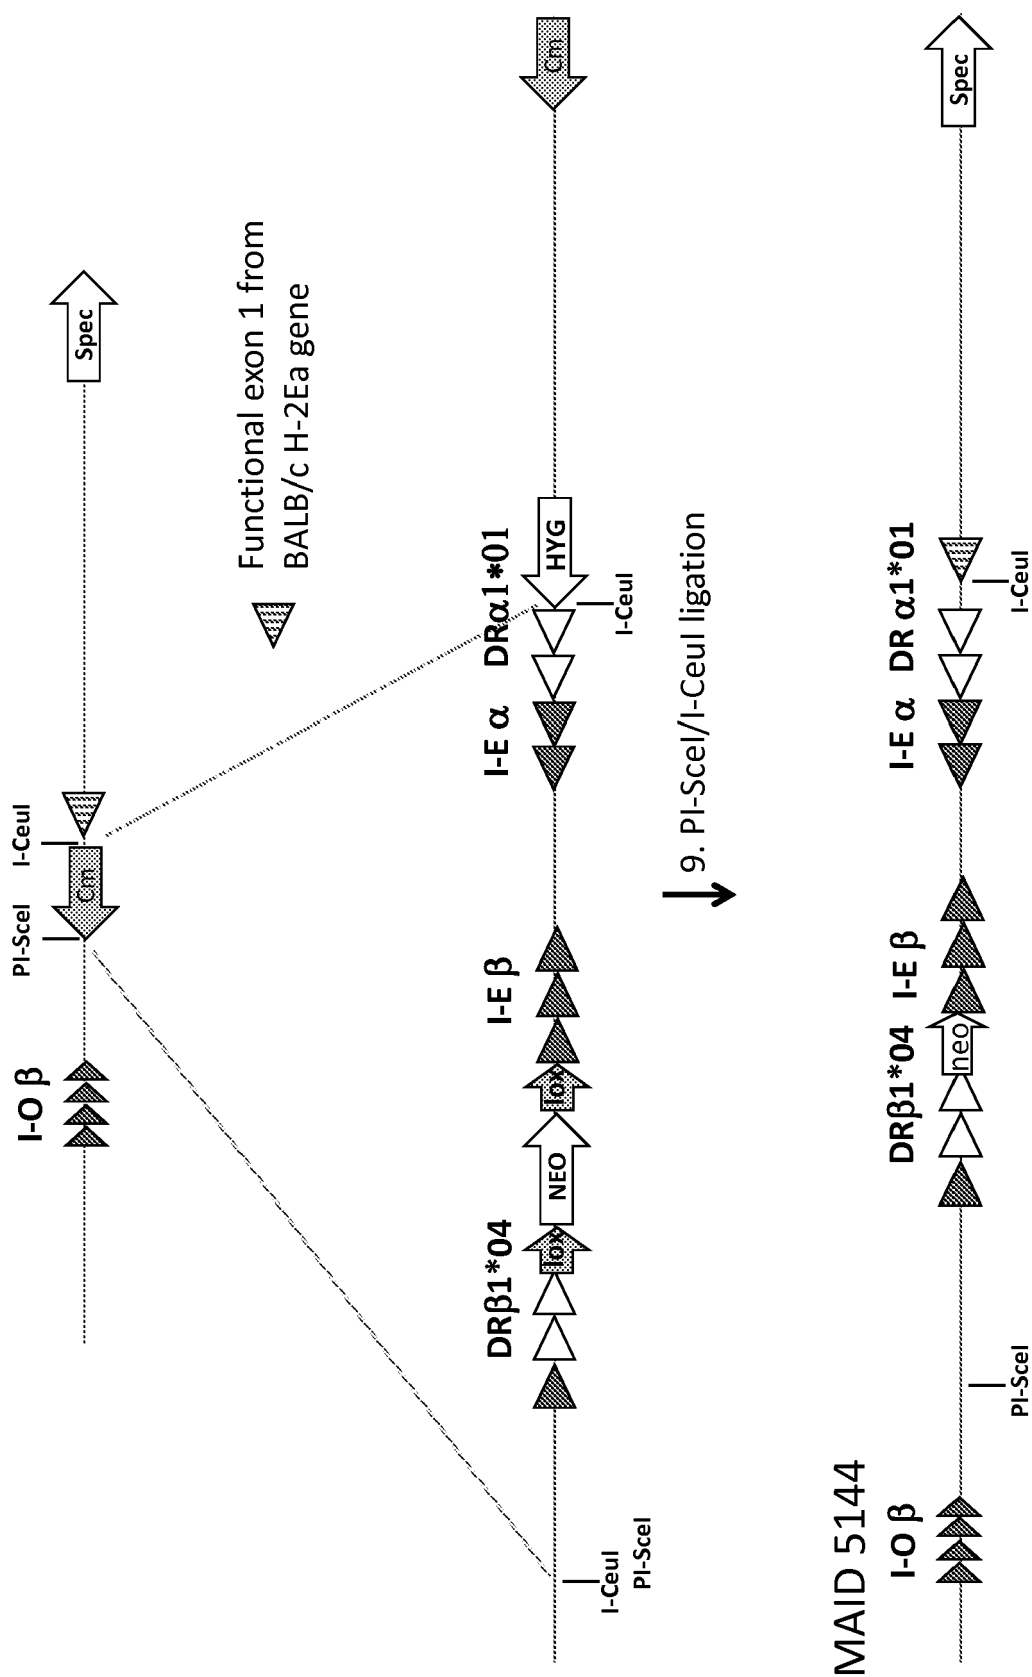 I-O β
PI-SceI
I-CeuI
Cm
Spec
Functional exon 1 from
BALB/c H-2Ea gene
DRβ1*04
I-E β
I-E α
DRα1*01
lox
NEO
lox
HYG
Cm
I-CeuI
PI-SceI
I-CeuI
9. PI-SceI/I-CeuI ligation
MAID 5144
I-O β
DRβ1*04
I-E β
I-E α
DR α1*01
neo
Spec
PI-SceI
I-CeuI